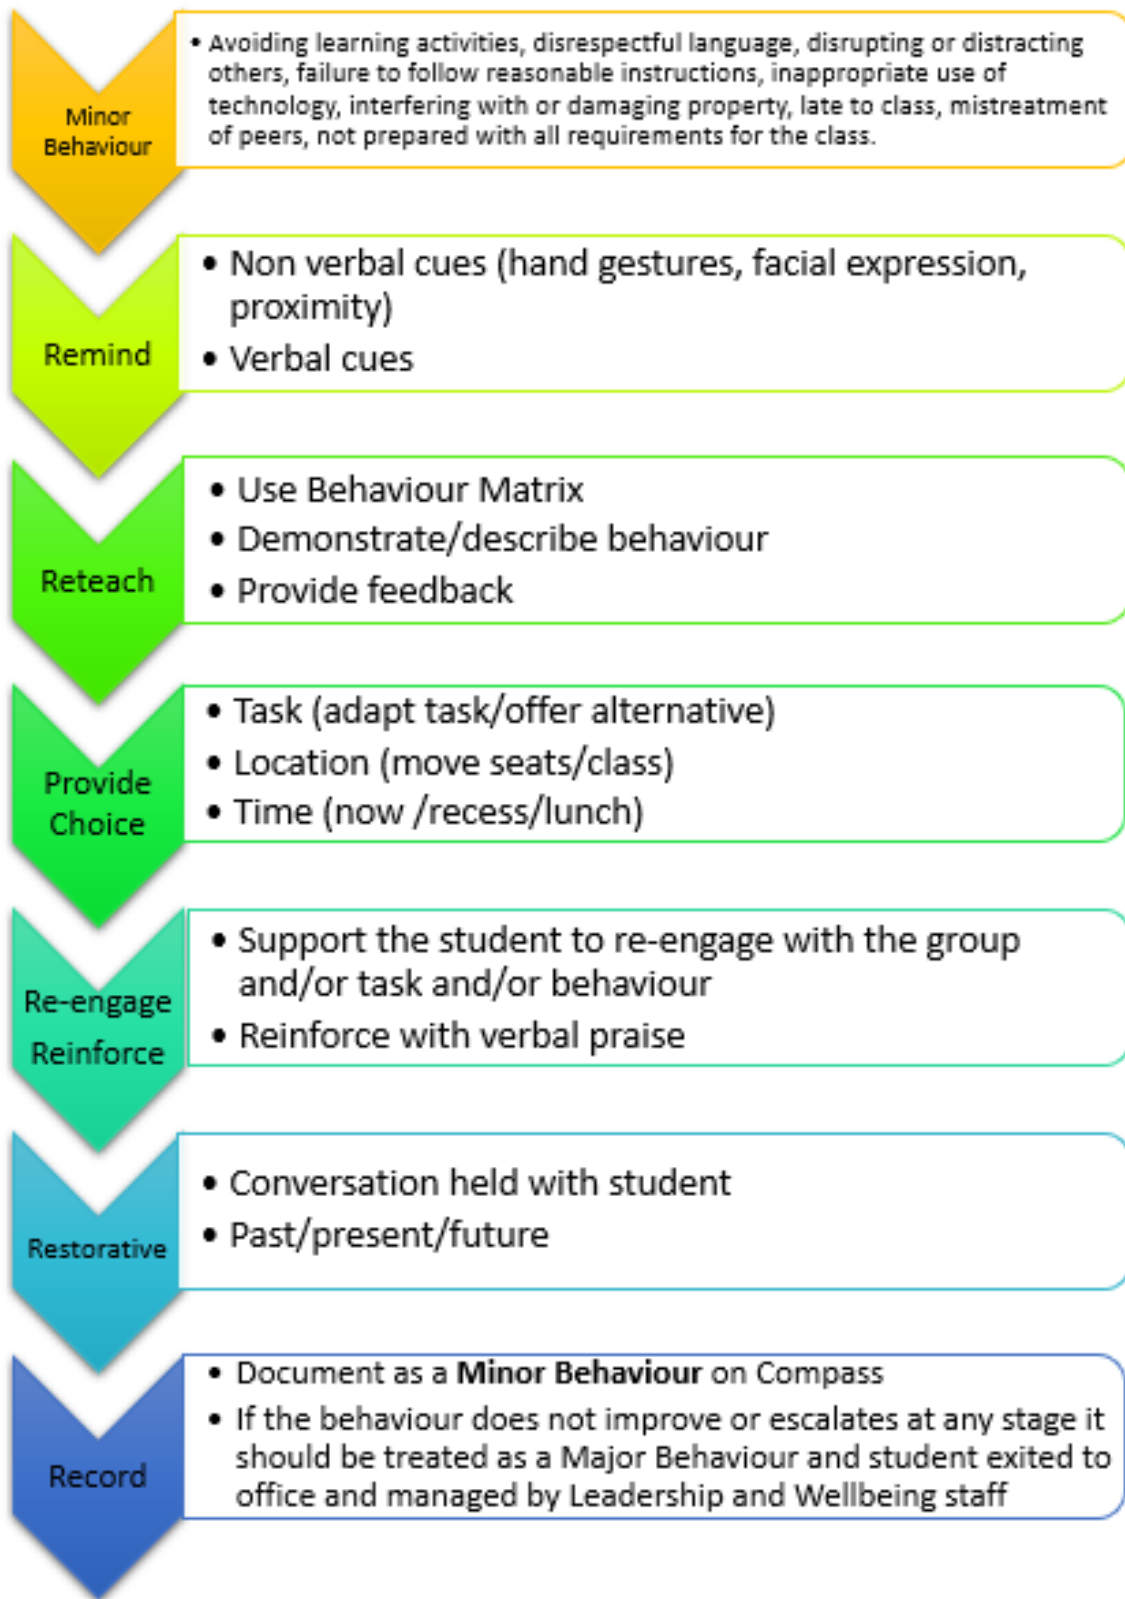 Minor
Behaviour
• Avoiding learning activities, disrespectful language, disrupting or distracting
others, failure to follow reasonable instructions, inappropriate use of
technology, interfering with or damaging property, late to class, mistreatment
of peers, not prepared with all requirements for the class.
Remind
• Non verbal cues (hand gestures, facial expression,
proximity)
• Verbal cues
Reteach
• Use Behaviour Matrix
• Demonstrate/describe behaviour
• Provide feedback
Provide
Choice
• Task (adapt task/offer alternative)
• Location (move seats/class)
• Time (now /recess/lunch)
Re-engage
Reinforce
• Support the student to re-engage with the group
and/or task and/or behaviour
• Reinforce with verbal praise
Restorative
• Conversation held with student
• Past/present/future
Record
• Document as a Minor Behaviour on Compass
• If the behaviour does not improve or escalates at any stage it
should be treated as a Major Behaviour and student exited to
office and managed by Leadership and Wellbeing staff